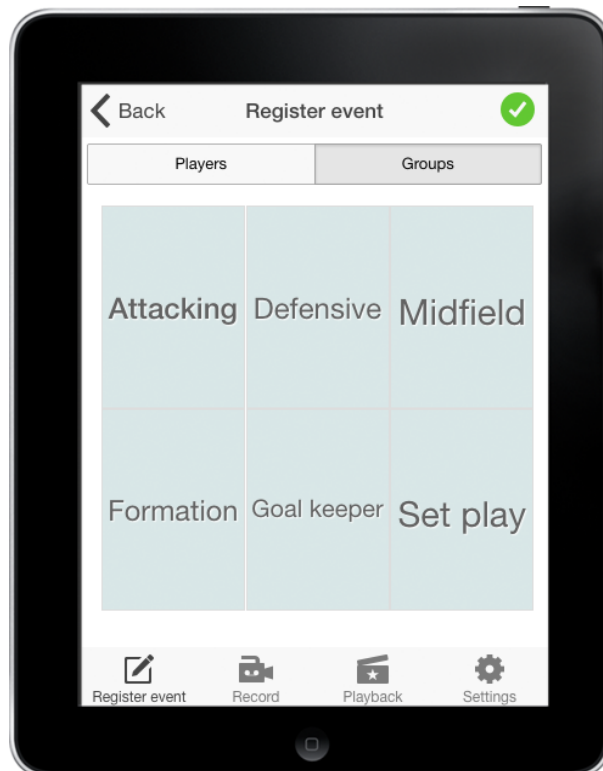 Back Register event
Players Groups
Attacking Defensive Midfield
Formation Goal keeper Set play
Register event Record Playback Settings